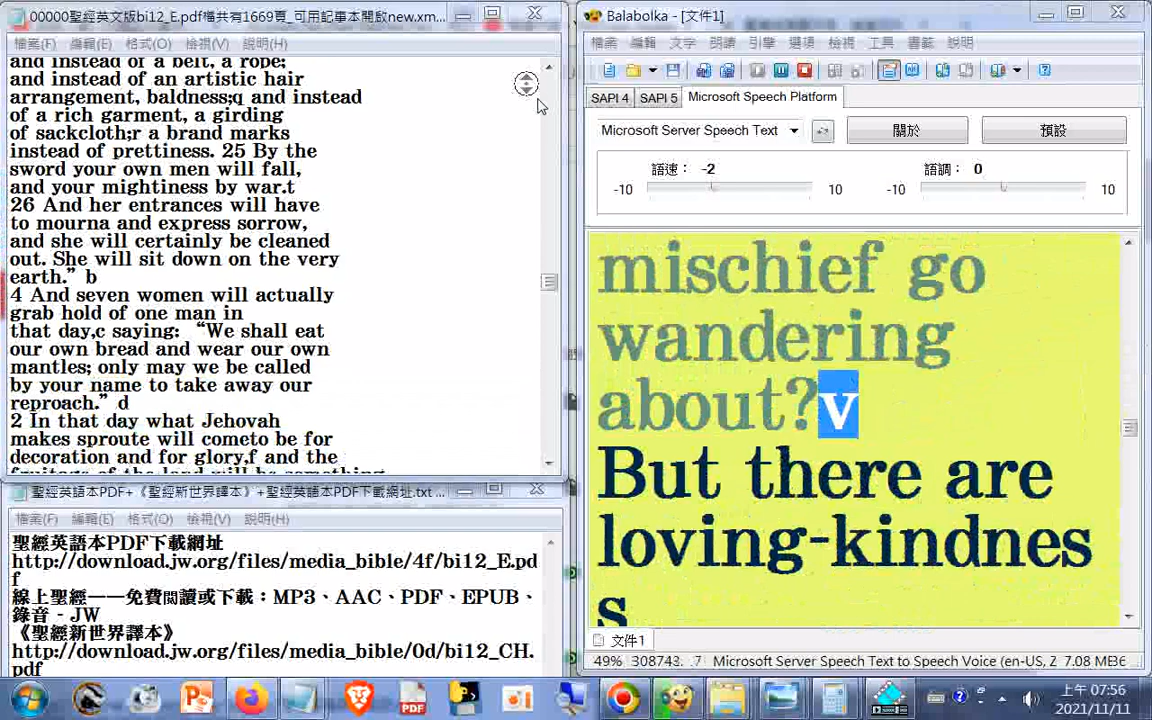 00000聖經英文版bi12_E.pdf檔共有1669頁_可用記事本開啟new.xm...
檔案(F) 編輯(E) 格式(O) 檢視(V) 說明(H)
and instead of a belt, a rope;
and instead of an artistic hair
arrangement, baldness;q and instead
of a rich garment, a girding
of sackcloth;r a brand marks
instead of prettiness. 25 By the
sword your own men will fall,
and your mightiness by war.t
26 And her entrances will have
to mourna and express sorrow,
and she will certainly be cleaned
out. She will sit down on the very
earth.” b
4 And seven women will actually
grab hold of one man in
that day,c saying: “We shall eat
our own bread and wear our own
mantles; only may we be called
by your name to take away our
reproach.” d
2 In that day what Jehovah
makes sproute will cometo be for
decoration and for glory,f and the
fruitage of the land will be something
聖經英語本PDF+《聖經新世界譯本》+聖經英語本PDF下載網址.txt ...
檔案(F) 編輯(E) 格式(O) 檢視(V) 說明(H)
聖經英語本PDF下載網址
http://download.jw.org/files/media_bible/4f/bi12_E.pd
f
線上聖經——免費閱讀或下載：MP3、AAC、PDF、EPUB、
錄音 - JW
《聖經新世界譯本》
http://download.jw.org/files/media_bible/0d/bi12_CH.
pdf
Balabolka - [文件1]
檔案 編輯 文字 朗讀 引擎 選項 檢視 工具 書籤 說明
SAPI 4 SAPI 5 Microsoft Speech Platform
Microsoft Server Speech Text 關於 預設
語速： -2 語調： 0
-10 10 -10 10
mischief go
wandering
about?v
But there are
loving-kindnes
s
文件1
49% Microsoft Server Speech Text to Speech Voice (en-US, Z 7.08 MB
上午 07:56
2021/11/11